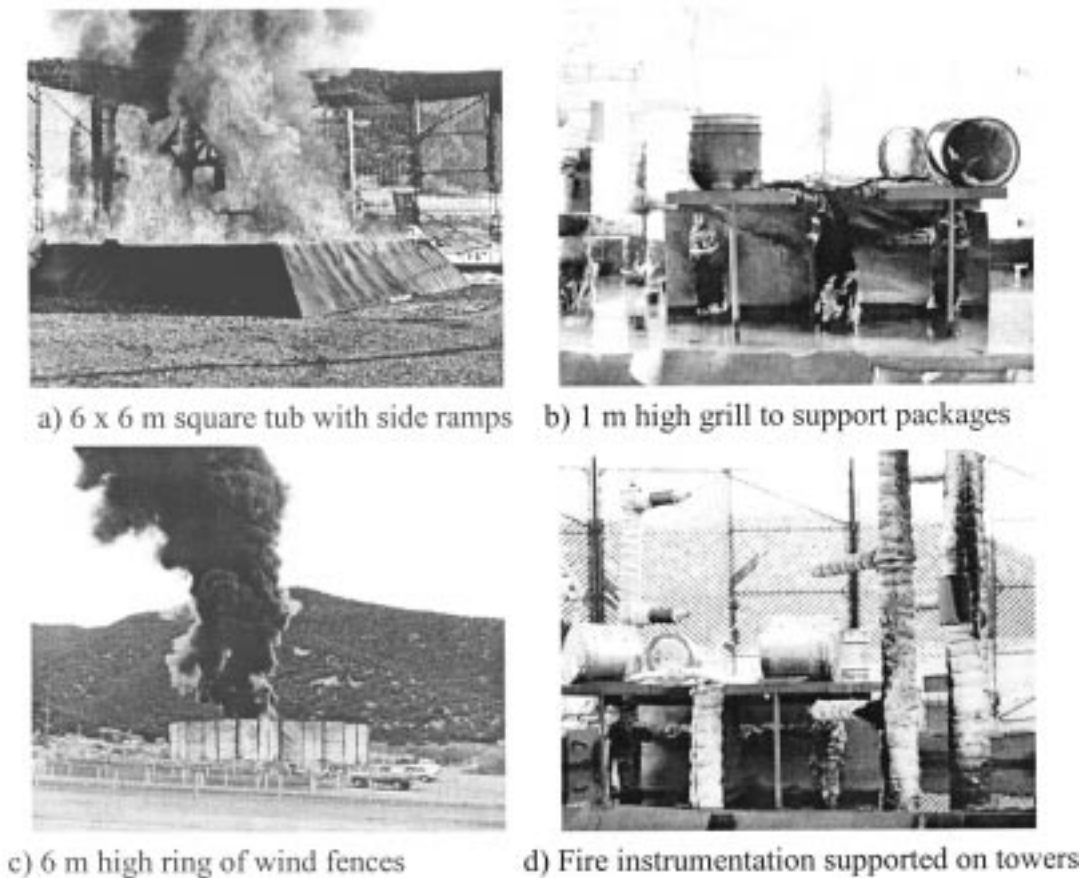 a) 6 x 6 m square tub with side ramps
b) 1 m high grill to support packages
c) 6 m high ring of wind fences
d) Fire instrumentation supported on towers